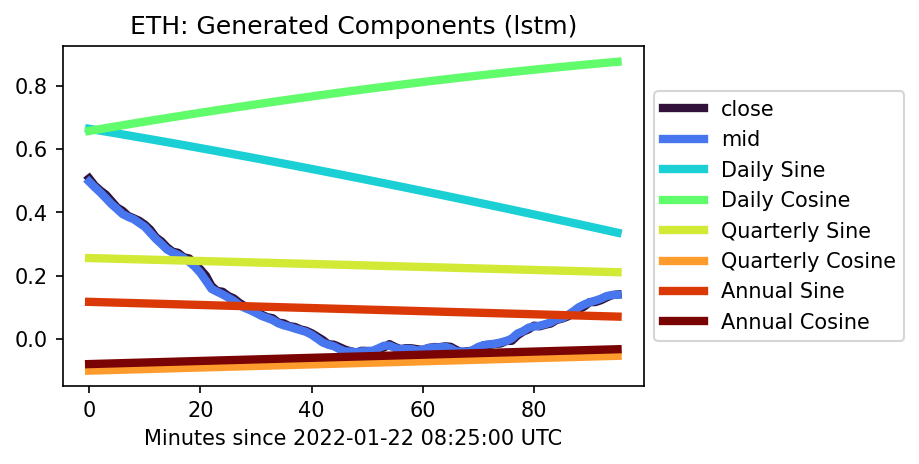 ETH: Generated Components (lstm)
0.8
0.6
0.4
0.2
0.0
0 20 40 60 80
Minutes since 2022-01-22 08:25:00 UTC
close
mid
Daily Sine
Daily Cosine
Quarterly Sine
Quarterly Cosine
Annual Sine
Annual Cosine